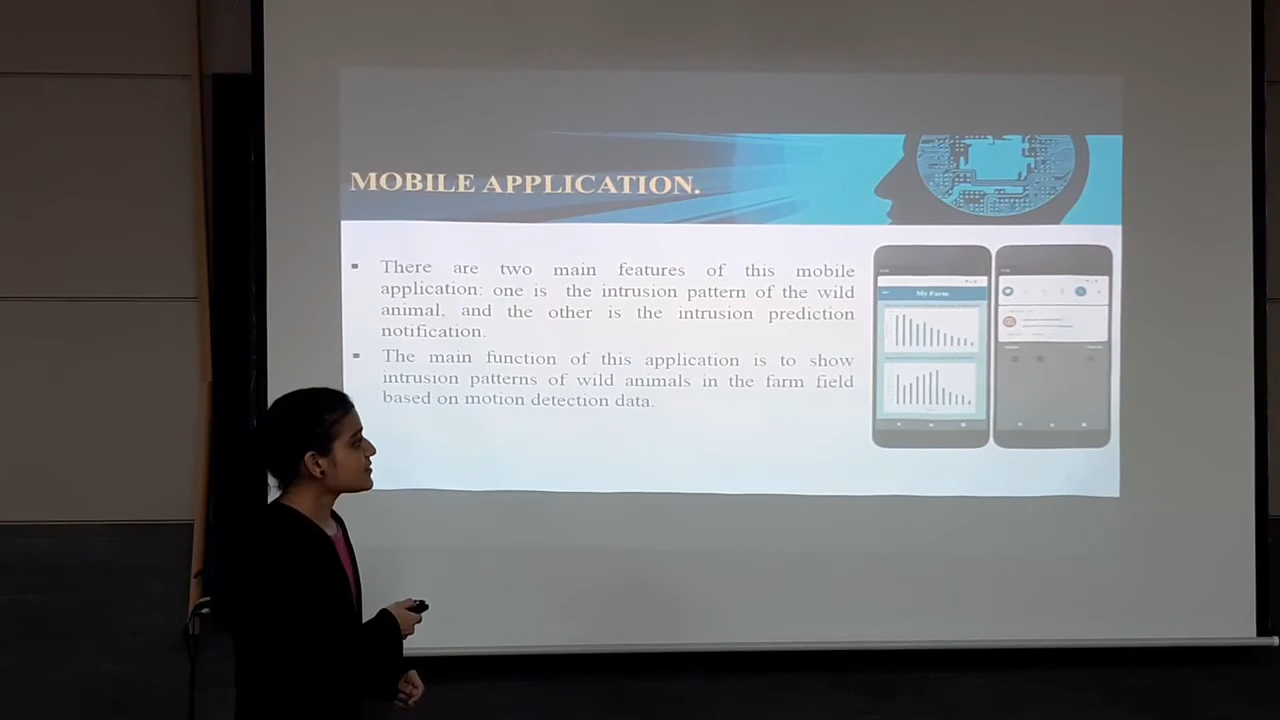 MOBILE APPLICATION.
▪ There are two main features of this mobile
application: one is the intrusion pattern of the wild
animal, and the other is the intrusion prediction
notification.
▪ The main function of this application is to show
intrusion patterns of wild animals in the farm field
based on motion detection data.
My Farm